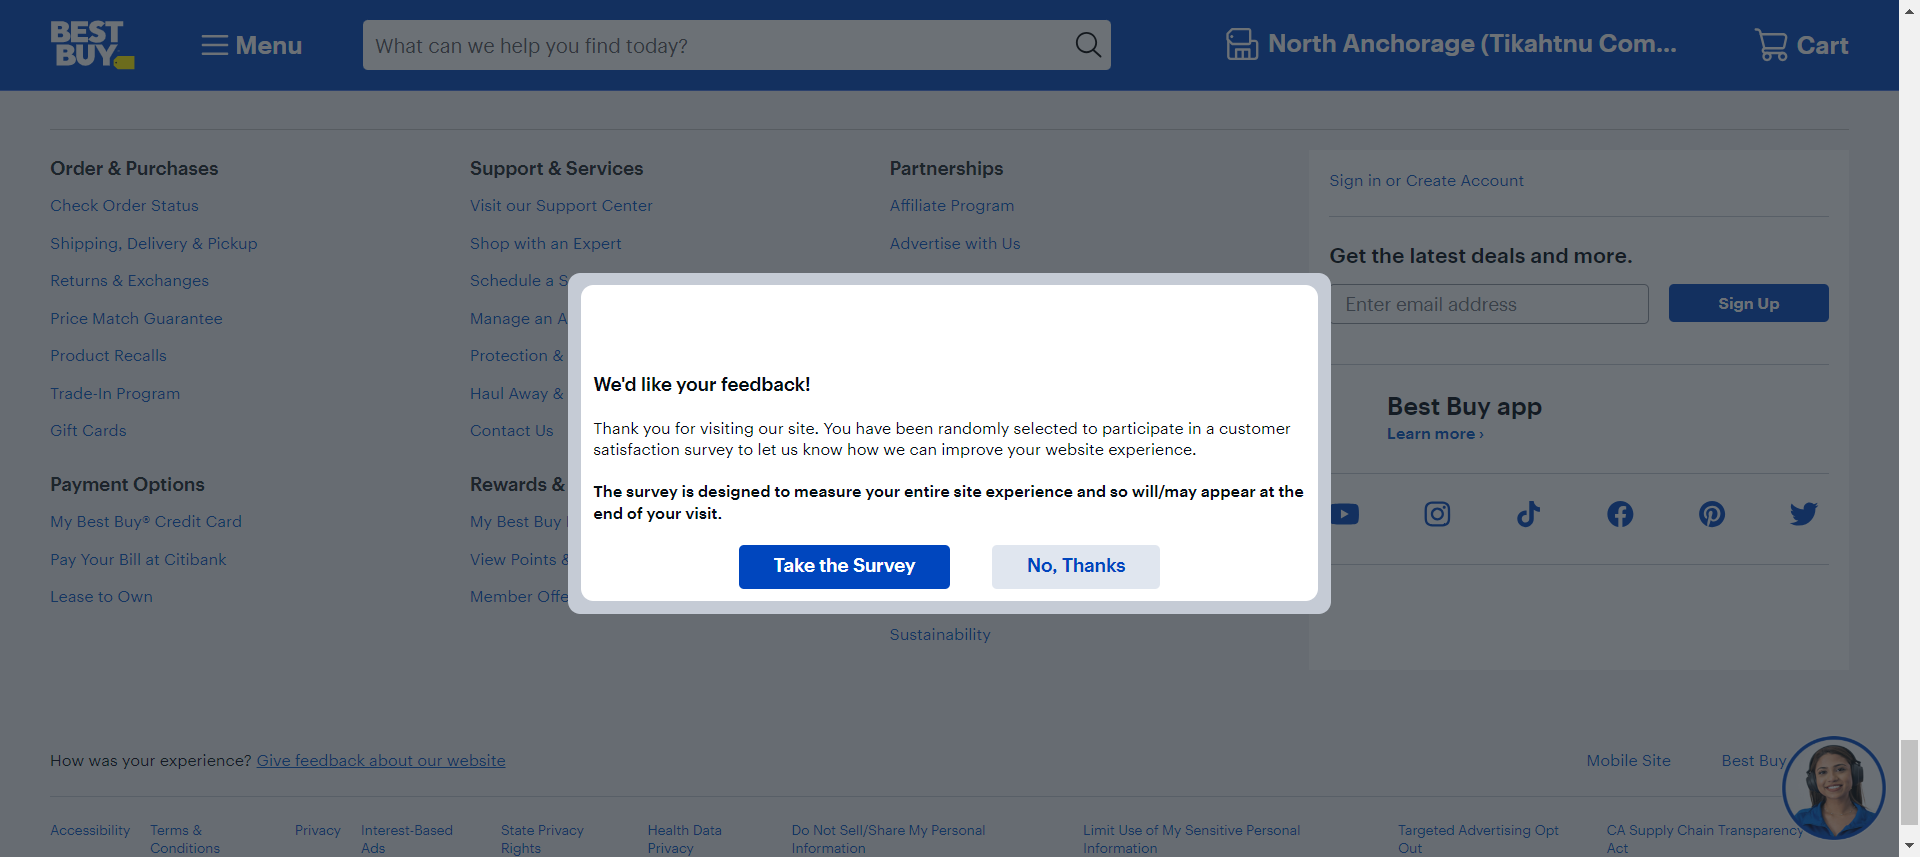 BEST
BUY
Menu
What can we help you find today?
North Anchorage (Tikahtnu Com...
Cart
Order & Purchases
Check Order Status
Shipping, Delivery & Pickup
Returns & Exchanges
Price Match Guarantee
Product Recalls
Trade-In Program
Gift Cards
Payment Options
My Best Buy® Credit Card
Pay Your Bill at Citibank
Lease to Own
Support & Services
Visit our Support Center
Shop with an Expert
Schedule a S
Manage an A
Protection &
Haul Away &
Contact Us
Rewards &
My Best Buy
View Points &
Member Offe
Partnerships
Affiliate Program
Advertise with Us
Sustainability
Sign in or Create Account
Get the latest deals and more.
Enter email address
Sign Up
Best Buy app
Learn more ›
We'd like your feedback!
Thank you for visiting our site. You have been randomly selected to participate in a customer
satisfaction survey to let us know how we can improve your website experience.
The survey is designed to measure your entire site experience and so will/may appear at the
end of your visit.
Take the Survey
No, Thanks
How was your experience? Give feedback about our website
Mobile Site
Best Buy
Accessibility
Terms &
Conditions
Privacy
Interest-Based
Ads
State Privacy
Rights
Health Data
Privacy
Do Not Sell/Share My Personal
Information
Limit Use of My Sensitive Personal
Information
Targeted Advertising Opt
Out
CA Supply Chain Transparency
Act